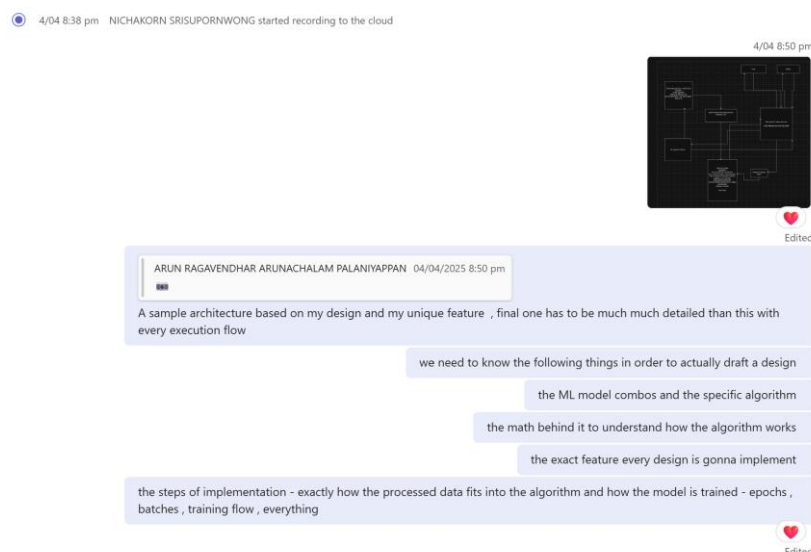 4/04 8:38 pm NICHAKORN SRISUPORNWONG started recording to the cloud
4/04 8:50 pm
Edited
ARUN RAGAVENDHAR ARUNACHALAM PALANIYAPPAN 04/04/2025 8:50 pm
A sample architecture based on my design and my unique feature , final one has to be much much detailed than this with
every execution flow
we need to know the following things in order to actually draft a design
the ML model combos and the specific algorithm
the math behind it to understand how the algorithm works
the exact feature every design is gonna implement
the steps of implementation - exactly how the processed data fits into the algorithm and how the model is trained - epochs ,
batches , training flow , everything
Edited